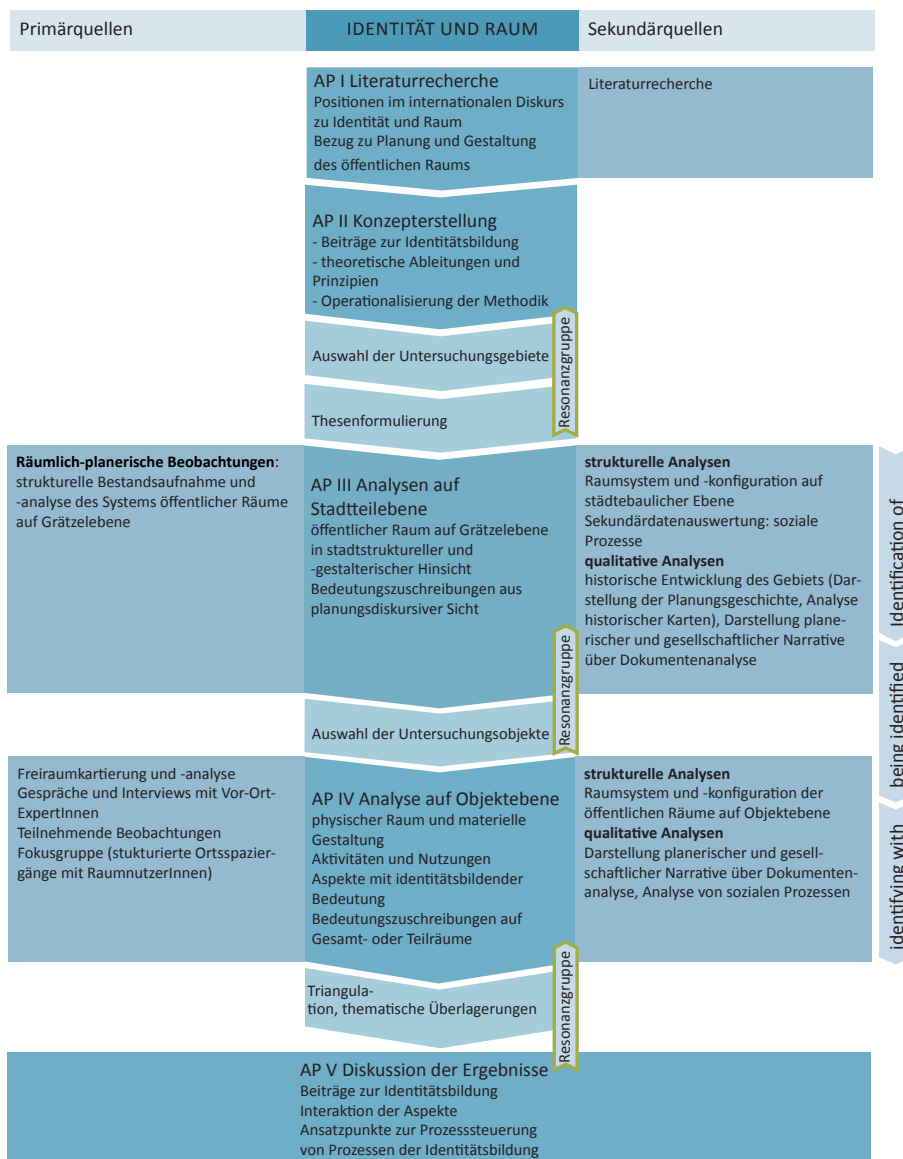 Primärquellen
IDENTITÄT UND RAUM
Sekundärquellen
AP I Literaturrecherche
Positionen im internationalen Diskurs
zu Identität und Raum
Bezug zu Planung und Gestaltung
des öffentlichen Raums
Literaturrecherche
AP II Konzepterstellung
- Beiträge zur Identitätsbildung
- theoretische Ableitungen und
Prinzipien
- Operationalisierung der Methodik
Auswahl der Untersuchungsgebiete
Thesenformulierung
Resonanzgruppe
Räumlich-planerische Beobachtungen:
strukturelle Bestandsaufnahme und
-analyse des Systems öffentlicher Räume
auf Grätzelebene
AP III Analysen auf
Stadtteilebene
öffentlicher Raum auf Grätzelebene
in stadtstruktureller und
-gestalterischer Hinsicht
Bedeutungszuschreibungen aus
planungsdiskursiver Sicht
strukturelle Analysen
Raumsystem und -konfiguration auf
städtebaulicher Ebene
Sekundärdatenauswertung: soziale
Prozesse
qualitative Analysen
historische Entwicklung des Gebiets (Dar-
stellung der Planungsgeschichte, Analyse
historischer Karten), Darstellung plane-
rischer und gesellschaftlicher Narrative
über Dokumentenanalyse
Identification of
Auswahl der Untersuchungsobjekte
Resonanzgruppe
being identified
Freiraumkartierung und -analyse
Gespräche und Interviews mit Vor-Ort-
ExpertInnen
Teilnehmende Beobachtungen
Fokusgruppe (stukturierte Ortsspazier-
gänge mit RaumnutzerInnen)
AP IV Analyse auf Objektebene
physischer Raum und materielle
Gestaltung
Aktivitäten und Nutzungen
Aspekte mit identitätsbildender
Bedeutung
Bedeutungszuschreibungen auf
Gesamt- oder Teilräume
strukturelle Analysen
Raumsystem und -konfiguration der
öffentlichen Räume auf Objektebene
qualitative Analysen
Darstellung planerischer und gesell-
schaftlicher Narrative über Dokumenten-
analyse, Analyse von sozialen Prozessen
identifying with
Triangula-
tion, thematische Überlagerungen
Resonanzgruppe
AP V Diskussion der Ergebnisse
Beiträge zur Identitätsbildung
Interaktion der Aspekte
Ansatzpunkte zur Prozesssteuerung
von Prozessen der Identitätsbildung